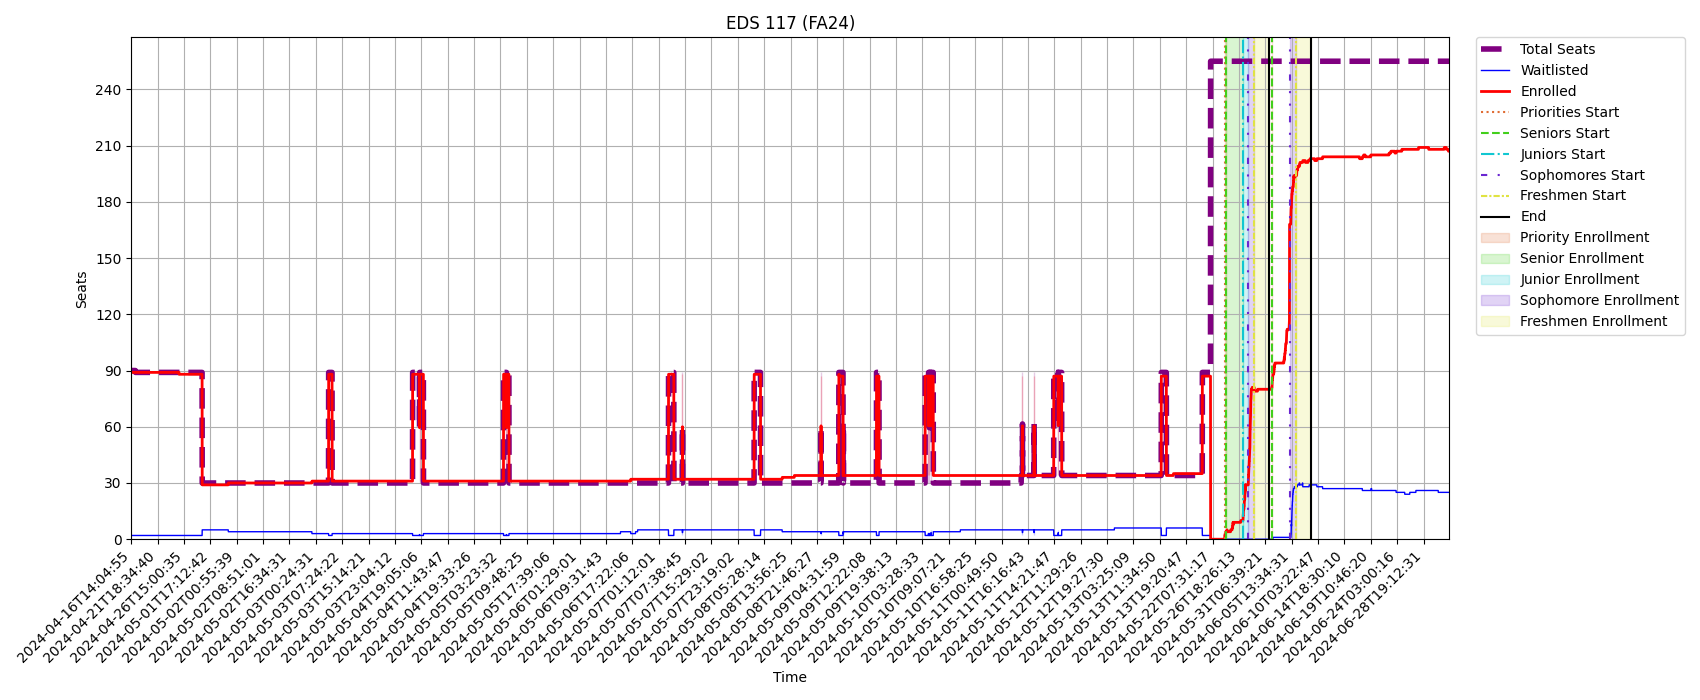 EDS 117 (FA24)
Seats
240
210
180
150
120
90
60
30
0
2024-04-16T14:04:55
2024-04-21T18:34:40
2024-04-26T15:00:35
2024-05-01T17:12:42
2024-05-02T00:55:39
2024-05-02T08:51:01
2024-05-02T16:34:31
2024-05-03T00:24:31
2024-05-03T07:24:22
2024-05-03T15:14:21
2024-05-03T23:04:12
2024-05-04T19:05:06
2024-05-04T11:43:47
2024-05-04T19:33:26
2024-05-05T03:23:32
2024-05-05T09:48:25
2024-05-05T17:39:06
2024-05-06T01:29:01
2024-05-06T09:31:43
2024-05-06T17:22:06
2024-05-07T01:12:01
2024-05-07T07:38:45
2024-05-07T15:29:02
2024-05-07T23:19:02
2024-05-08T05:28:14
2024-05-08T13:56:25
2024-05-08T21:46:27
2024-05-09T04:31:59
2024-05-09T12:22:08
2024-05-09T19:38:13
2024-05-10T03:28:33
2024-05-10T09:07:21
2024-05-10T16:58:25
2024-05-11T00:49:50
2024-05-11T16:16:43
2024-05-11T14:21:47
2024-05-12T11:29:26
2024-05-12T19:27:30
2024-05-13T03:25:09
2024-05-13T11:34:50
2024-05-13T19:20:47
2024-05-22T07:31:17
2024-05-26T18:26:13
2024-05-31T06:39:21
2024-06-05T13:34:31
2024-06-10T03:22:47
2024-06-14T18:30:10
2024-06-19T10:46:20
2024-06-24T03:00:16
2024-06-28T19:12:31
Time
Total Seats
Waitlisted
Enrolled
Priorities Start
Seniors Start
Juniors Start
Sophomores Start
Freshmen Start
End
Priority Enrollment
Senior Enrollment
Junior Enrollment
Sophomore Enrollment
Freshmen Enrollment